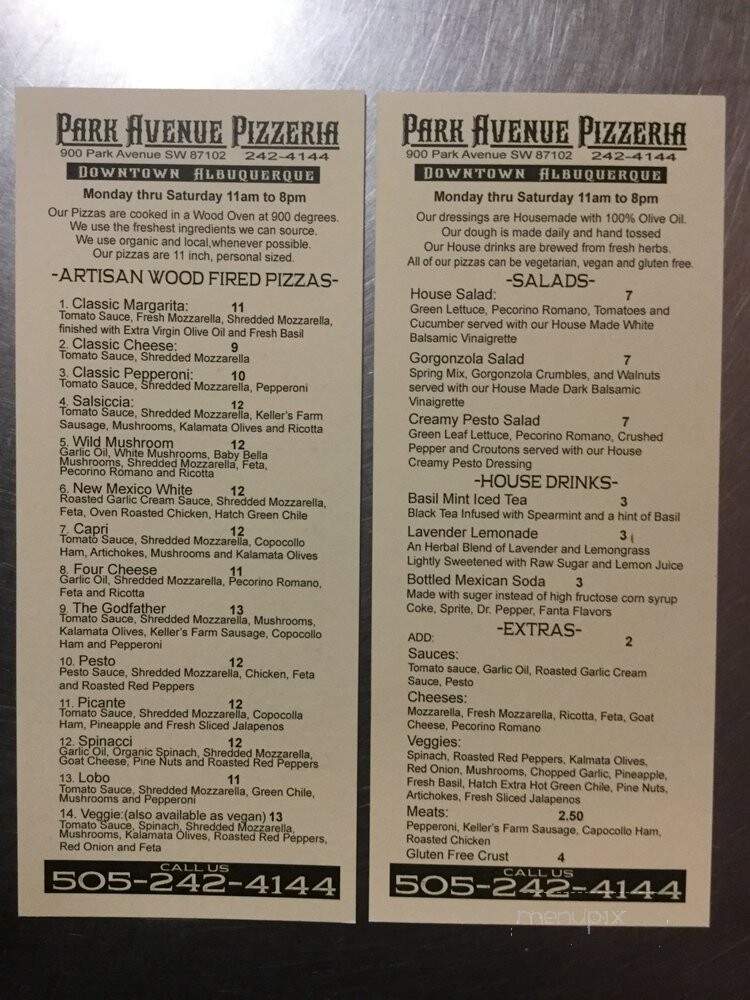 PARK AVENUE PIZZERIA
900 Park Avenue SW 87102 242-4144
DOWNTOWN ALBUQUERQUE
Monday thru Saturday 11am to 8pm
Our Pizzas are cooked in a Wood Oven at 900 degrees.
We use the freshest ingredients we can source.
We use organic and local,whenever possible.
Our pizzas are 11 inch, personal sized.
-ARTISAN WOOD FIRED PIZZAS-
1. Classic Margarita: 11
Tomato Sauce, Fresh Mozzarella, Shredded Mozzarella,
finished with Extra Virgin Olive Oil and Fresh Basil
2. Classic Cheese: 9
Tomato Sauce, Shredded Mozzarella
3. Classic Pepperoni: 10
Tomato Sauce, Shredded Mozzarella, Pepperoni
4. Salsiccia: 12
Tomato Sauce, Shredded Mozzarella, Keller's Farm
Sausage, Mushrooms, Kalamata Olives and Ricotta
5. Wild Mushroom 12
Garlic Oil, White Mushrooms, Baby Bella
Mushrooms, Shredded Mozzarella, Feta,
Pecorino Romano and Ricotta
6. New Mexico White 12
Roasted Garlic Cream Sauce, Shredded Mozzarella,
Feta, Oven Roasted Chicken, Hatch Green Chile
7. Capri 12
Tomato Sauce, Shredded Mozzarella, Copocollo
Ham, Artichokes, Mushrooms and Kalamata Olives
8. Four Cheese 11
Garlic Oil, Shredded Mozzarella, Pecorino Romano,
Feta and Ricotta
9. The Godfather 13
Tomato Sauce, Shredded Mozzarella, Mushrooms,
Kalamata Olives, Keller's Farm Sausage, Copocollo
Ham and Pepperoni
10. Pesto 12
Pesto Sauce, Shredded Mozzarella, Chicken, Feta
and Roasted Red Peppers
11. Picante 12
Tomato Sauce, Shredded Mozzarella, Copocolla
Ham, Pineapple and Fresh Sliced Jalapenos
12. Spinacci 12
Garlic Oil, Organic Spinach, Shredded Mozzarella,
Goat Cheese, Pine Nuts and Roasted Red Peppers
13. Lobo 11
Tomato Sauce, Shredded Mozzarella, Green Chile,
Mushrooms and Pepperoni
14. Veggie:(also available as vegan) 13
Tomato Sauce, Spinach, Shredded Mozzarella,
Mushrooms, Kalamata Olives, Roasted Red Peppers,
Red Onion and Feta
CALL US
505-242-4144
PARK AVENUE PIZZERIA
900 Park Avenue SW 87102 242-4144
DOWNTOWN ALBUQUERQUE
Monday thru Saturday 11am to 8pm
Our dressings are Housemade with 100% Olive Oil.
Our dough is made daily and hand tossed
Our House drinks are brewed from fresh herbs.
All of our pizzas can be vegetarian, vegan and gluten free.
-SALADS-
House Salad: 7
Green Lettuce, Pecorino Romano, Tomatoes and
Cucumber served with our House Made White
Balsamic Vinaigrette
Gorgonzola Salad 7
Spring Mix, Gorgonzola Crumbles, and Walnuts
served with our House Made Dark Balsamic
Vinaigrette
Creamy Pesto Salad 7
Green Leaf Lettuce, Pecorino Romano, Crushed
Pepper and Croutons served with our House
Creamy Pesto Dressing
-HOUSE DRINKS-
Basil Mint Iced Tea 3
Black Tea Infused with Spearmint and a hint of Basil
Lavender Lemonade 3
An Herbal Blend of Lavender and Lemongrass
Lightly Sweetened with Raw Sugar and Lemon Juice
Bottled Mexican Soda 3
Made with suger instead of high fructose corn syrup
Coke, Sprite, Dr. Pepper, Fanta Flavors
-EXTRAS-
ADD: 2
Sauces:
Tomato sauce, Garlic Oil, Roasted Garlic Cream
Sauce, Pesto
Cheeses:
Mozzarella, Fresh Mozzarella, Ricotta, Feta, Goat
Cheese, Pecorino Romano
Veggies:
Spinach, Roasted Red Peppers, Kalmata Olives,
Red Onion, Mushrooms, Chopped Garlic, Pineapple,
Fresh Basil, Hatch Extra Hot Green Chile, Pine Nuts,
Artichokes, Fresh Sliced Jalapenos
Meats: 2.50
Pepperoni, Keller's Farm Sausage, Capocollo Ham,
Roasted Chicken
Gluten Free Crust 4
CALL US
505-242-4144
menupix